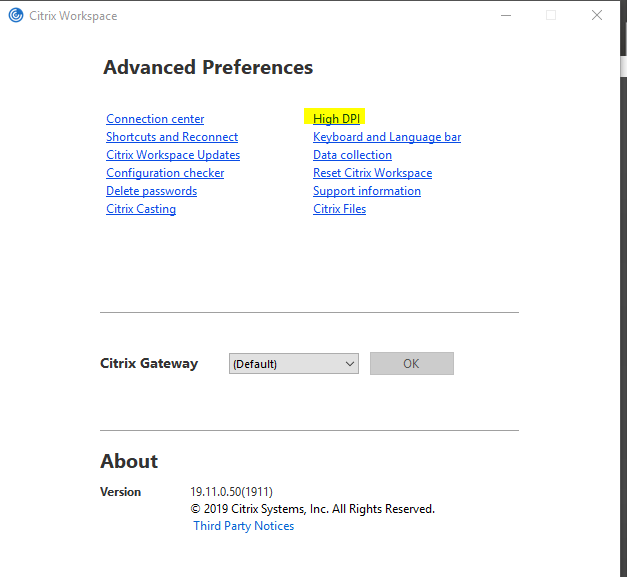 Citrix Workspace
Advanced Preferences
Connection center
High DPI
Shortcuts and Reconnect
Keyboard and Language bar
Citrix Workspace Updates
Data collection
Configuration checker
Reset Citrix Workspace
Delete passwords
Support information
Citrix Casting
Citrix Files
Citrix Gateway (Default) OK
About
Version 19.11.0.50(1911)
© 2019 Citrix Systems, Inc. All Rights Reserved.
Third Party Notices